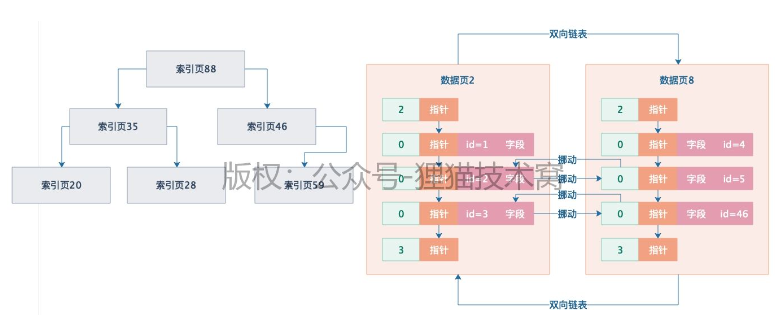 索引页88
索引页35
索引页46
索引页20
索引页28
索引页59
双向链表
数据页2
2 指针
0 指针 id=1 字段
0 指针 id=2 字段
0 指针 id=3 字段
3 指针
挪动
挪动
挪动
挪动
数据页8
2 指针
0 指针 字段 id=4
0 指针 字段 id=5
0 指针 字段 id=46
3 指针
双向链表
版权：公众号-狸猫技术窝